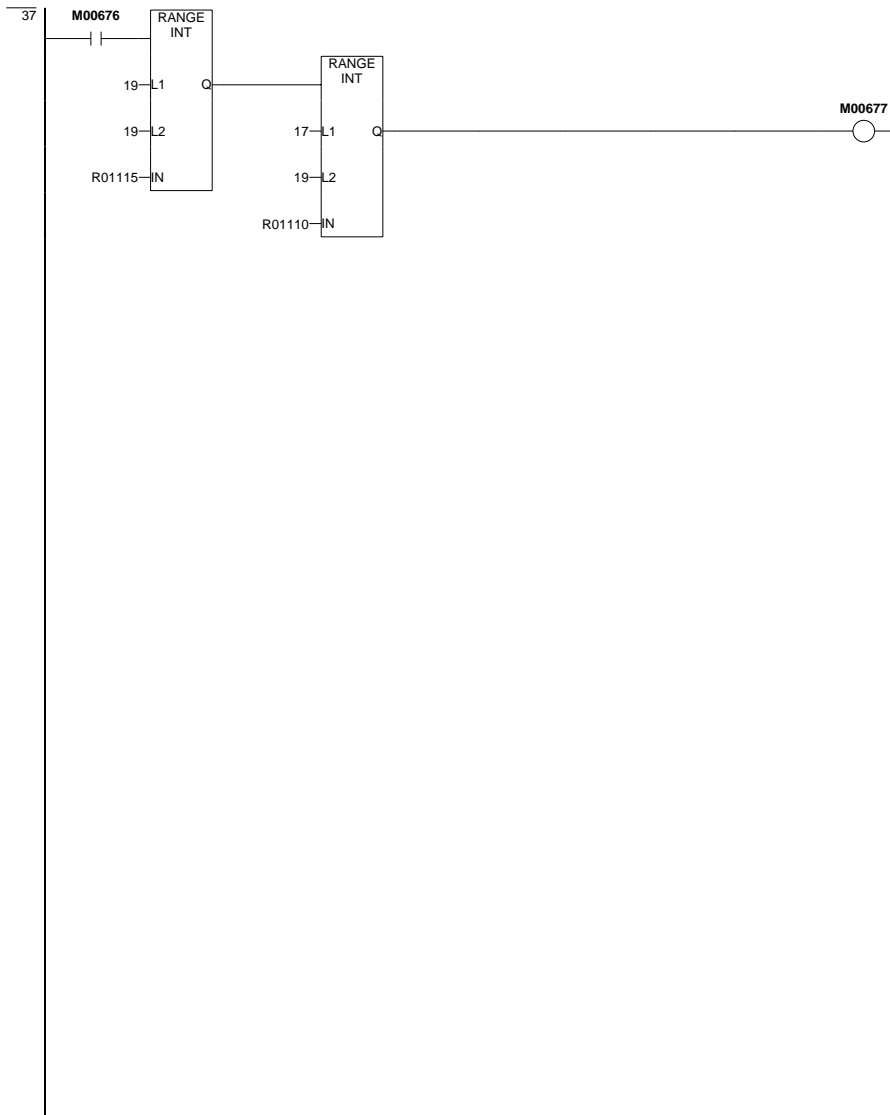 37
M00676
RANGE
INT
19 L1 Q
19 L2
R01115 IN
RANGE
INT
17 L1 Q
19 L2
R01110 IN
M00677